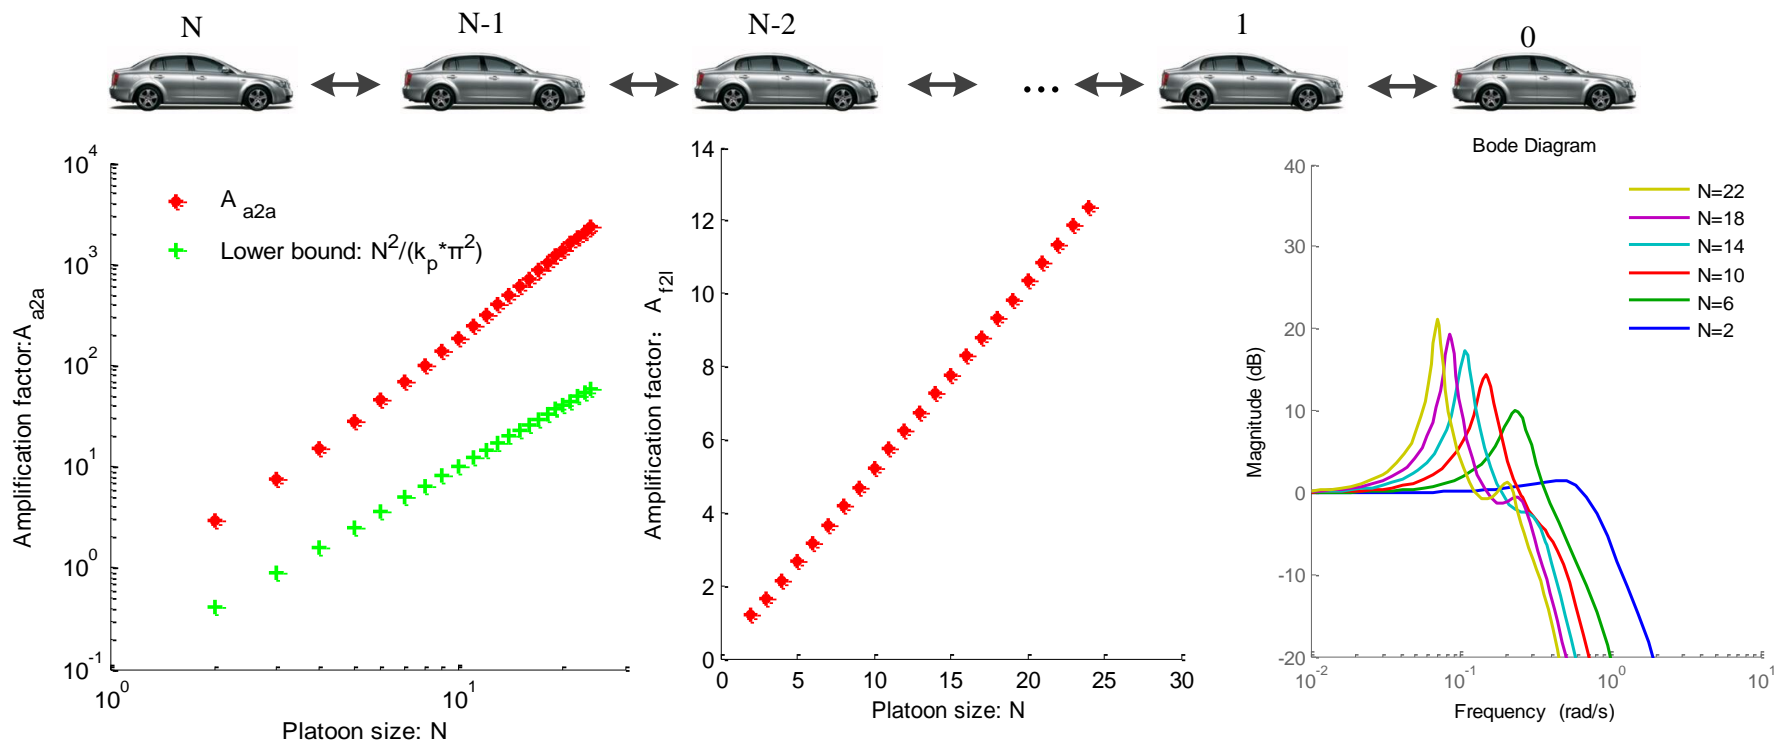 N N-1 N-2 1 0
...
10^4
10^3
10^2
10^1
10^0
10^-1
Amplification factor:A_a2a
A_a2a
Lower bound: N^2/(k_p*π^2)
10^0 10^1
Platoon size: N
14
12
10
8
6
4
2
0
Amplification factor: A_f2l
0 5 10 15 20 25 30
Platoon size: N
Bode Diagram
40
30
20
10
0
-10
-20
Magnitude (dB)
N=22
N=18
N=14
N=10
N=6
N=2
10^-2 10^-1 10^0 10^1
Frequency (rad/s)